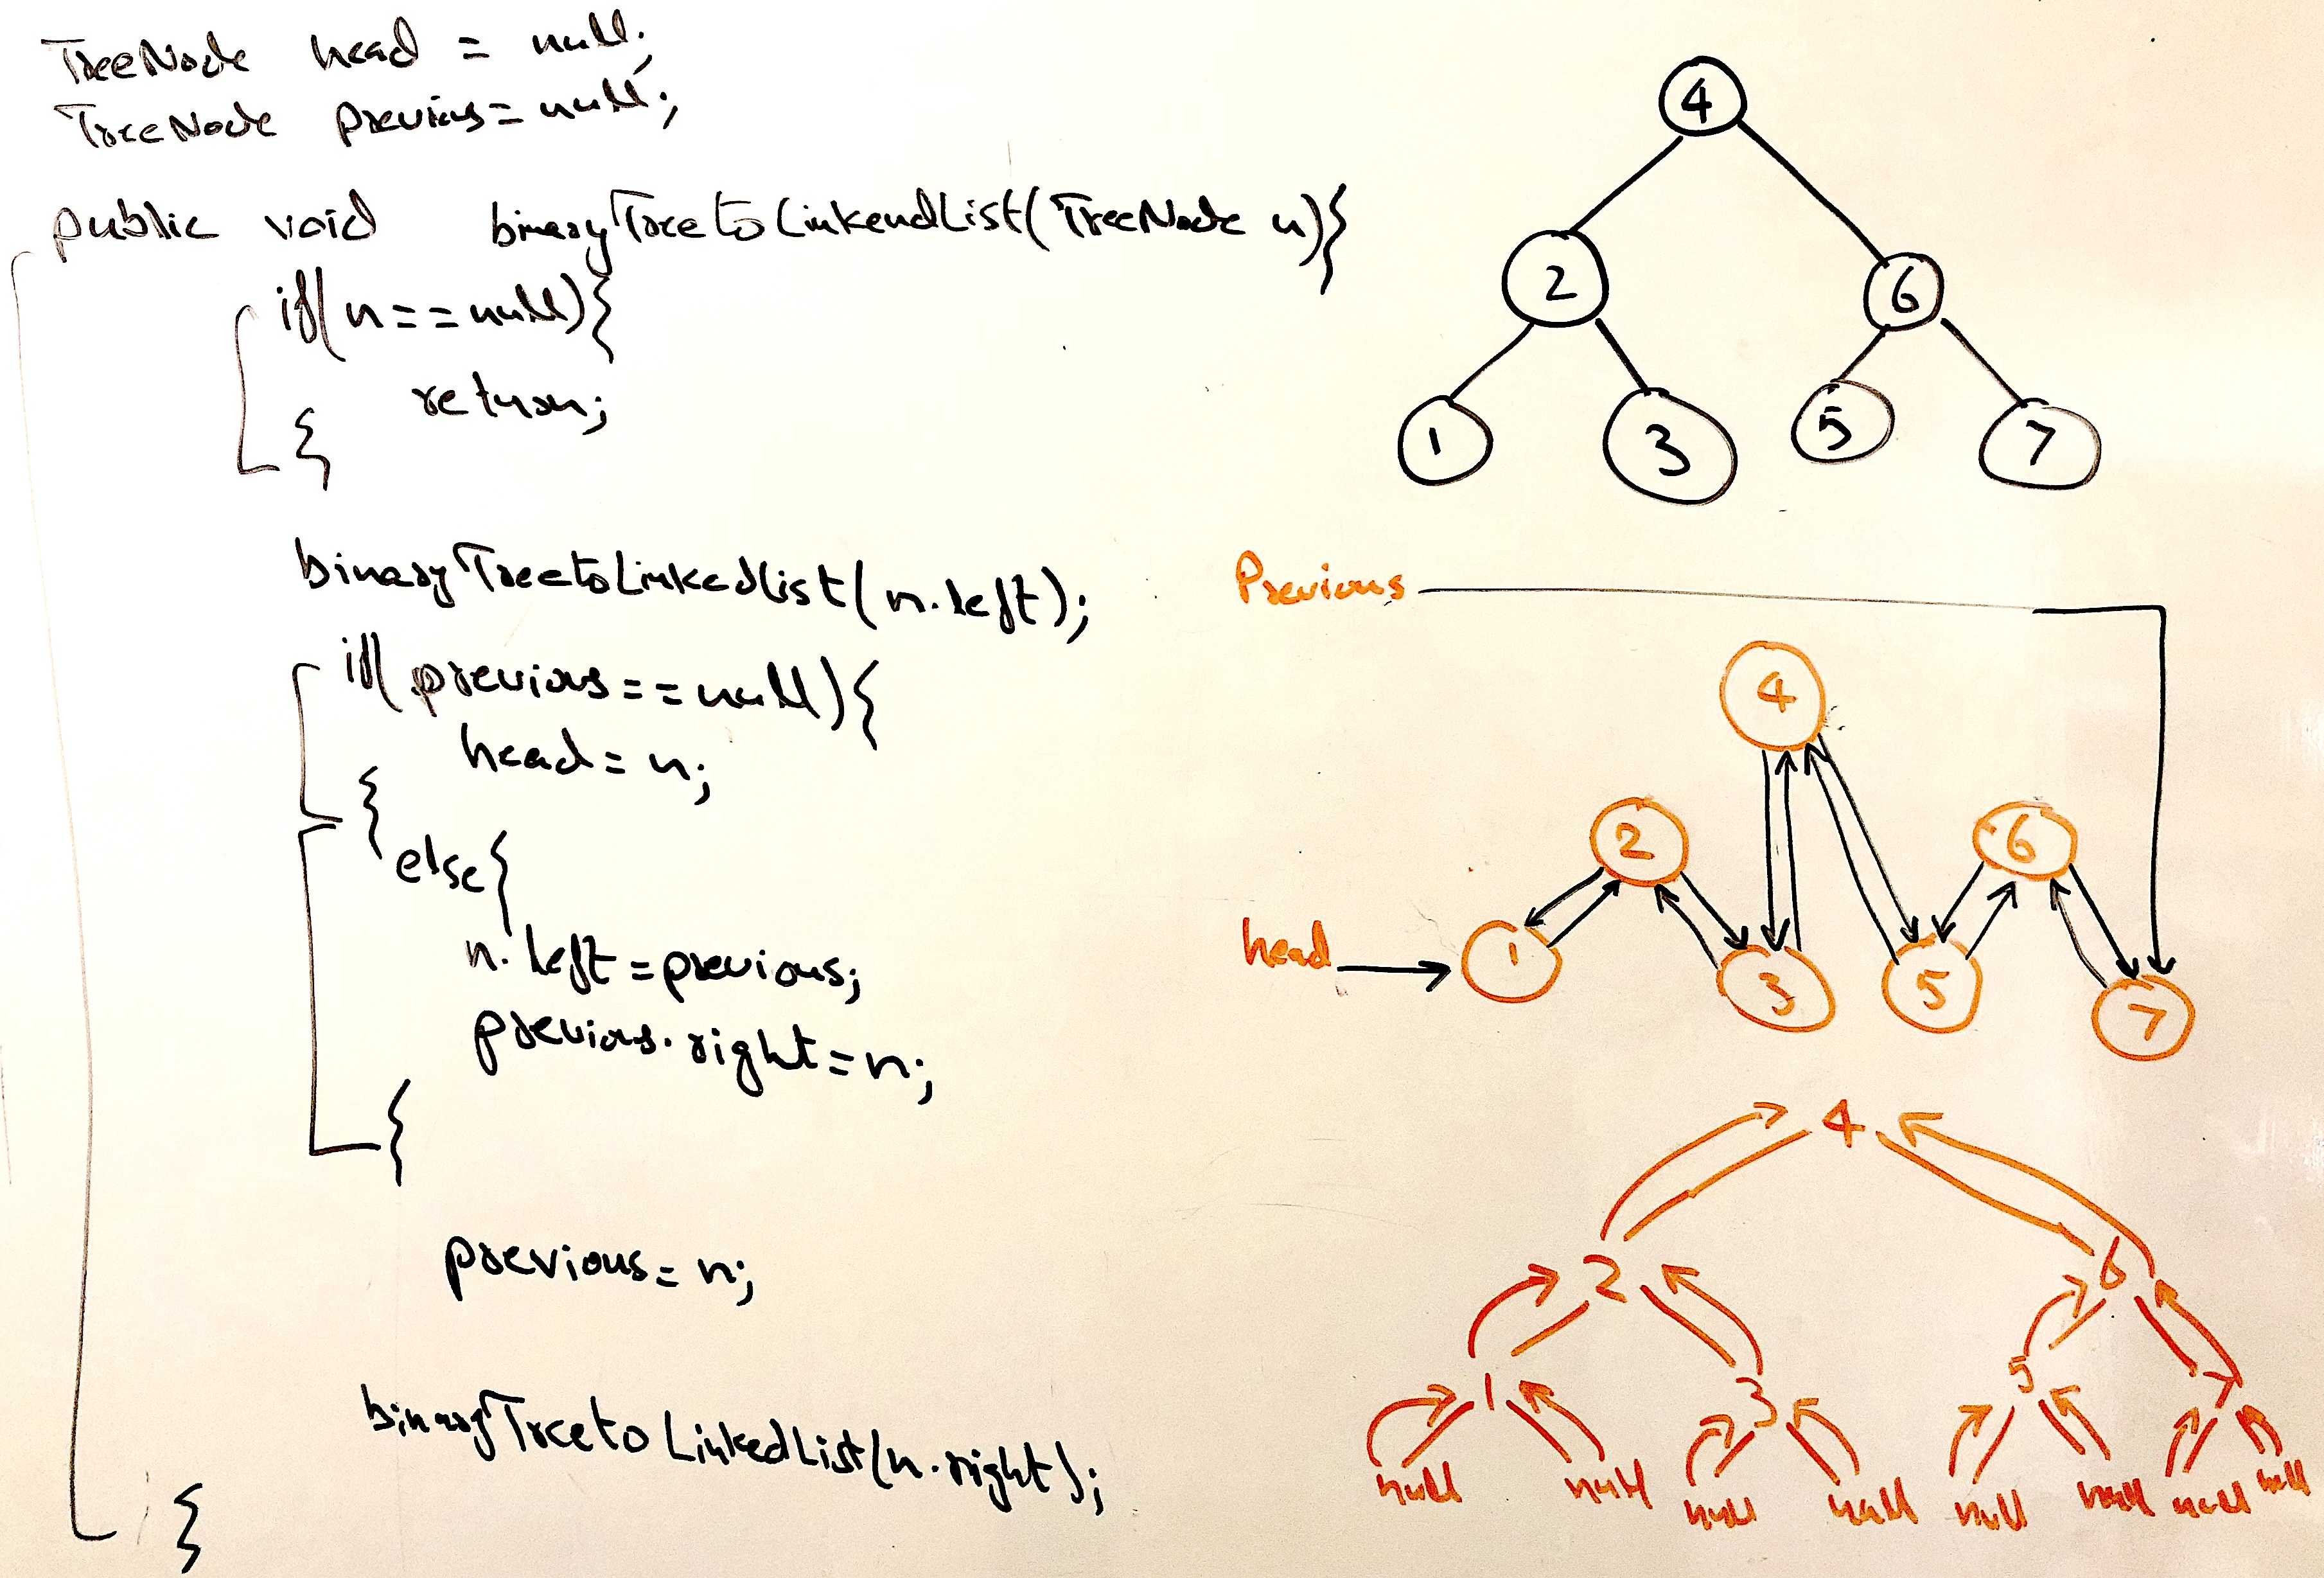 TreeNode head = null;
TreeNode previous = null;
public void binaryTreetoLinkendList(TreeNode n){
if(n==null){
return;
}
binaryTreetoLinkedlist(n.left);
if(previous==null){
head=n;
}
else{
n.left=previous;
previous.right=n;
}
previous=n;
binaryTreetoLinkedList(n.right);
}
4
2 6
1 3 5 7
Previous
4
2 6
head 1 3 5 7
4
2 6
1 3 5 7
null null null null null null null null